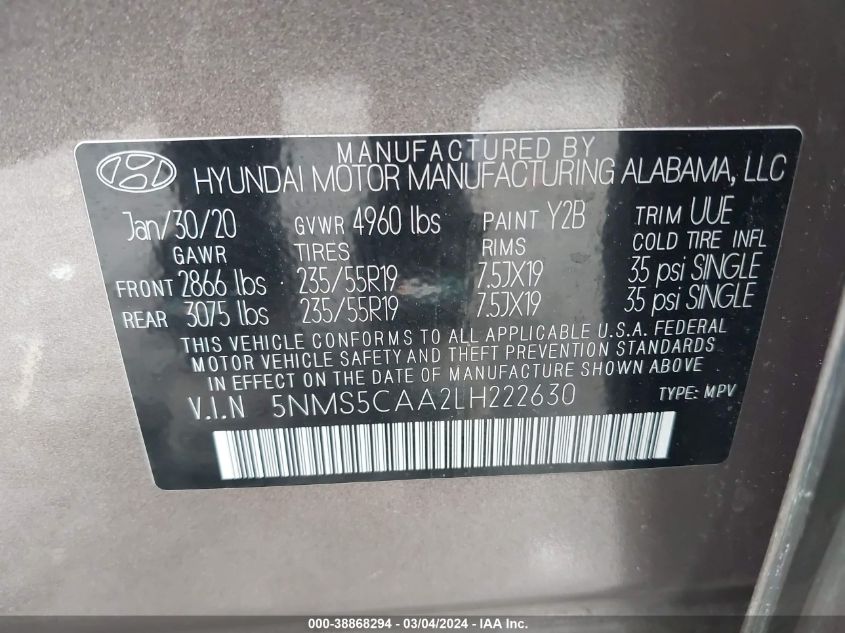 MANUFACTURED BY
HYUNDAI MOTOR MANUFACTURING ALABAMA, LLC
Jan/30/20 GVWR 4960 lbs PAINT Y2B TRIM UUE
GAWR TIRES RIMS COLD TIRE INFL
FRONT 2866 lbs 235/55R19 7.5JX19 35 psi SINGLE
REAR 3075 lbs 235/55R19 7.5JX19 35 psi SINGLE
THIS VEHICLE CONFORMS TO ALL APPLICABLE U.S.A. FEDERAL
MOTOR VEHICLE SAFETY AND THEFT PREVENTION STANDARDS
IN EFFECT ON THE DATE OF MANUFACTURE SHOWN ABOVE
V.I.N 5NMS5CAA2LH222630 TYPE: MPV
000-38868294 - 03/04/2024 - IAA Inc.